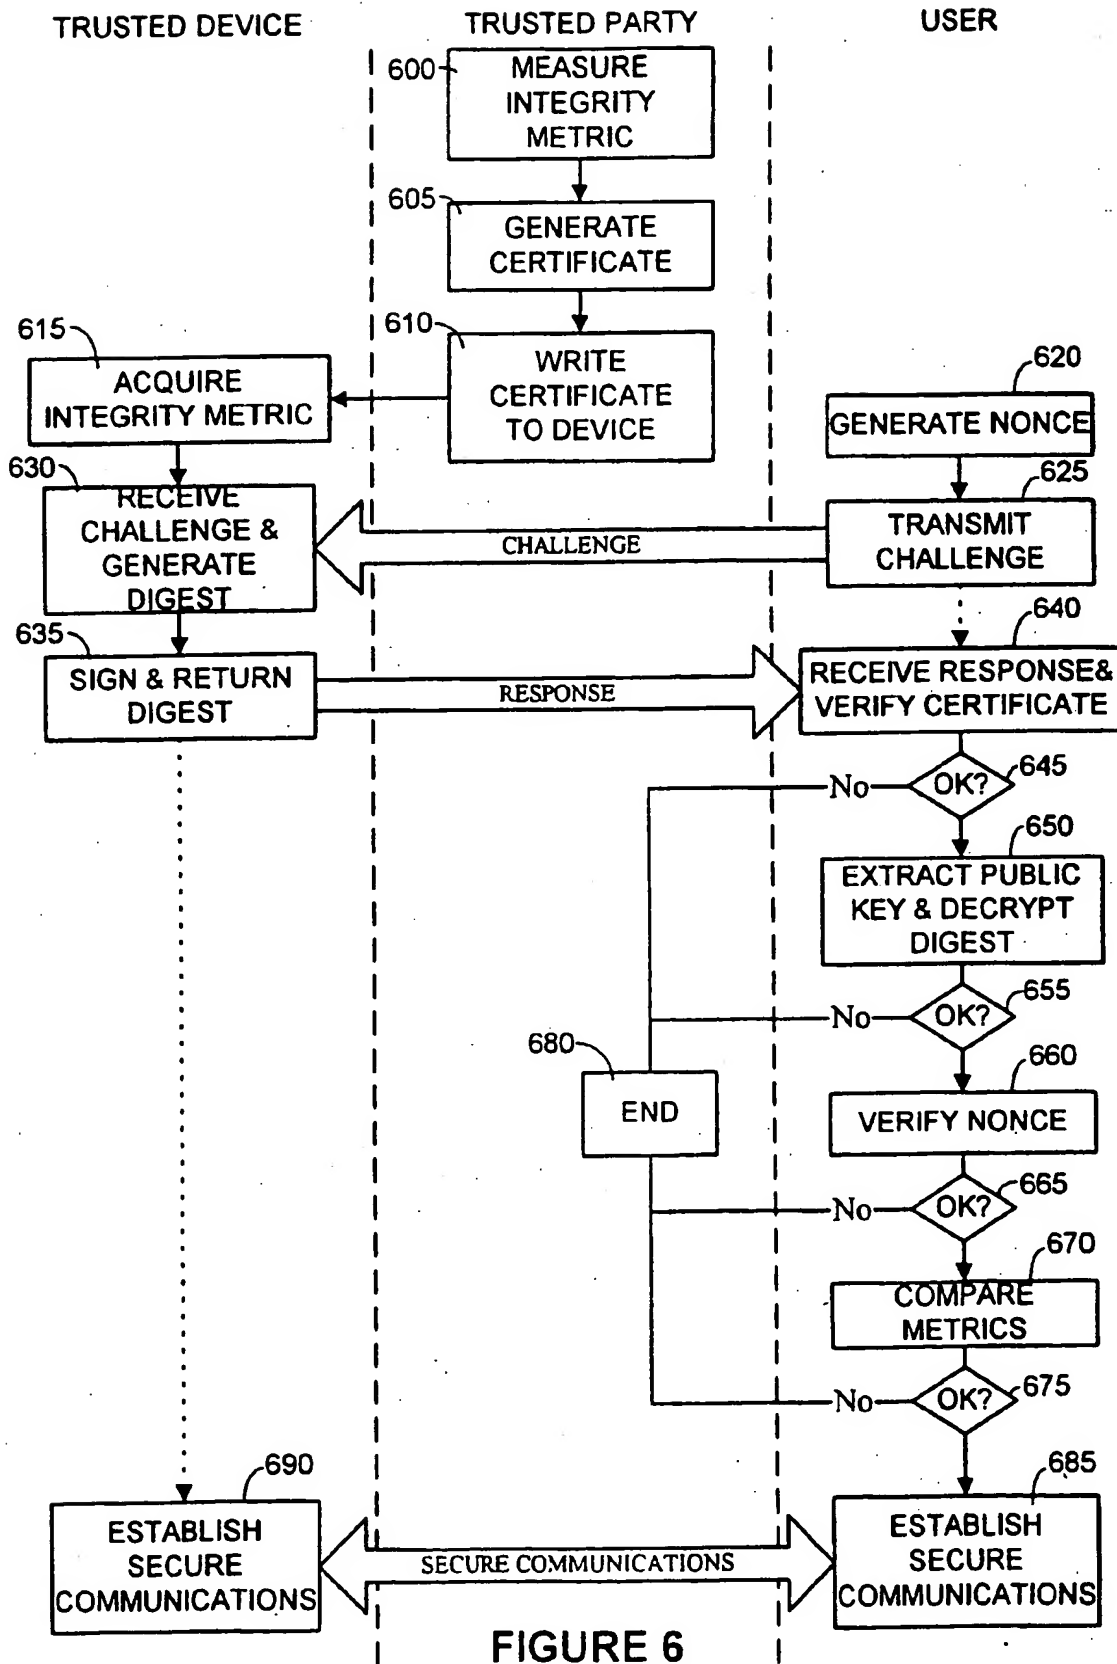 TRUSTED DEVICE
TRUSTED PARTY
USER
600
MEASURE
INTEGRITY
METRIC
605
GENERATE
CERTIFICATE
610
WRITE
CERTIFICATE
TO DEVICE
615
ACQUIRE
INTEGRITY METRIC
620
GENERATE NONCE
625
TRANSMIT
CHALLENGE
CHALLENGE
630
RECEIVE
CHALLENGE &
GENERATE
DIGEST
635
SIGN & RETURN
DIGEST
RESPONSE
640
RECEIVE RESPONSE&
VERIFY CERTIFICATE
645
OK?
No
650
EXTRACT PUBLIC
KEY & DECRYPT
DIGEST
655
OK?
No
660
VERIFY NONCE
680
END
665
OK?
No
670
COMPARE
METRICS
675
OK?
No
690
ESTABLISH
SECURE
COMMUNICATIONS
SECURE COMMUNICATIONS
685
ESTABLISH
SECURE
COMMUNICATIONS
FIGURE 6